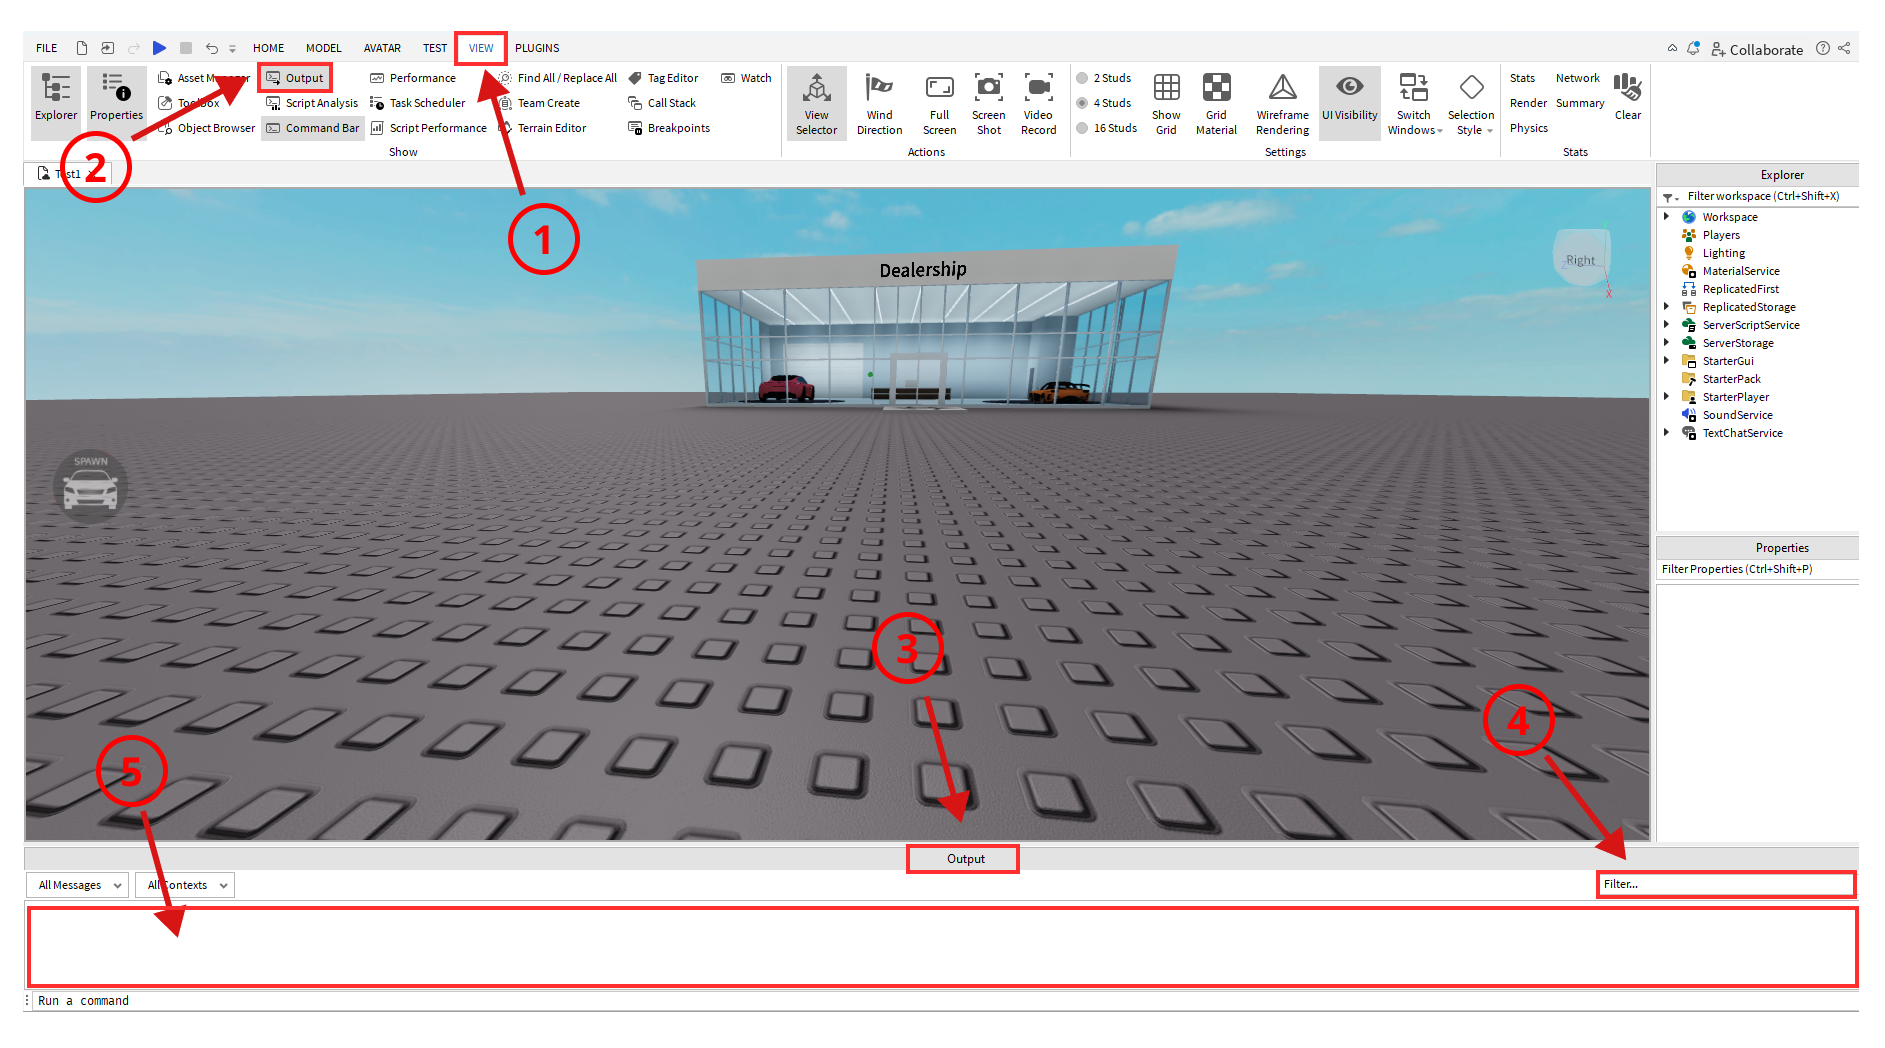 FILE HOME MODEL AVATAR TEST VIEW PLUGINS Collaborate
Asset Manager Output Performance Find All / Replace All Tag Editor Watch
Toolbox Script Analysis Task Scheduler Team Create Call Stack
Object Browser Command Bar Script Performance Terrain Editor Breakpoints
Explorer Properties
Show
View Selector Wind Direction Full Screen Screen Shot Video Record
Actions
2 Studs
4 Studs
16 Studs
Show Grid Grid Material Wireframe Rendering UI Visibility Switch Windows Selection Style
Settings
Stats Network
Render Summary Clear
Physics
Stats
Test1
2
1
Dealership
Right
X
SPAWN
3
4
5
Explorer
Filter workspace (Ctrl+Shift+X)
Workspace
Players
Lighting
MaterialService
ReplicatedFirst
ReplicatedStorage
ServerScriptService
ServerStorage
StarterGui
StarterPack
StarterPlayer
SoundService
TextChatService
Properties
Filter Properties (Ctrl+Shift+P)
Output
All Messages All Contexts Filter...
Run a command